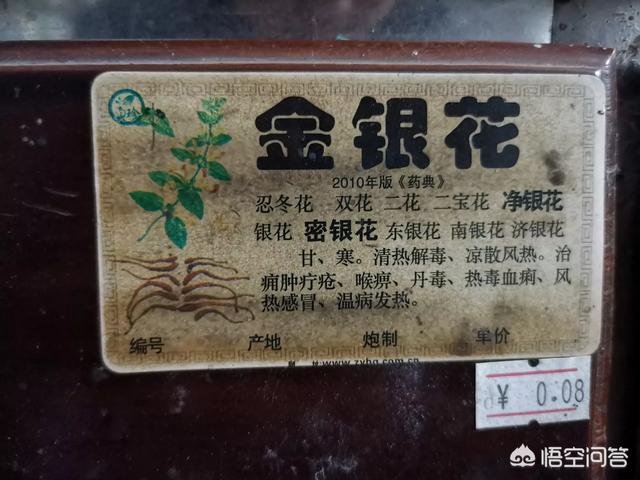 金银花
2010年版《药典》
忍冬花 双花 二花 二宝花 净银花
银花 密银花 东银花 南银花 济银花
甘、寒。清热解毒、凉散风热。治
痈肿疔疮、喉痹、丹毒、热毒血痢、风
热感冒、温病发热。
编号 产地 炮制 单价
www.zybq.com.cn
¥ 0.08
悟空问答